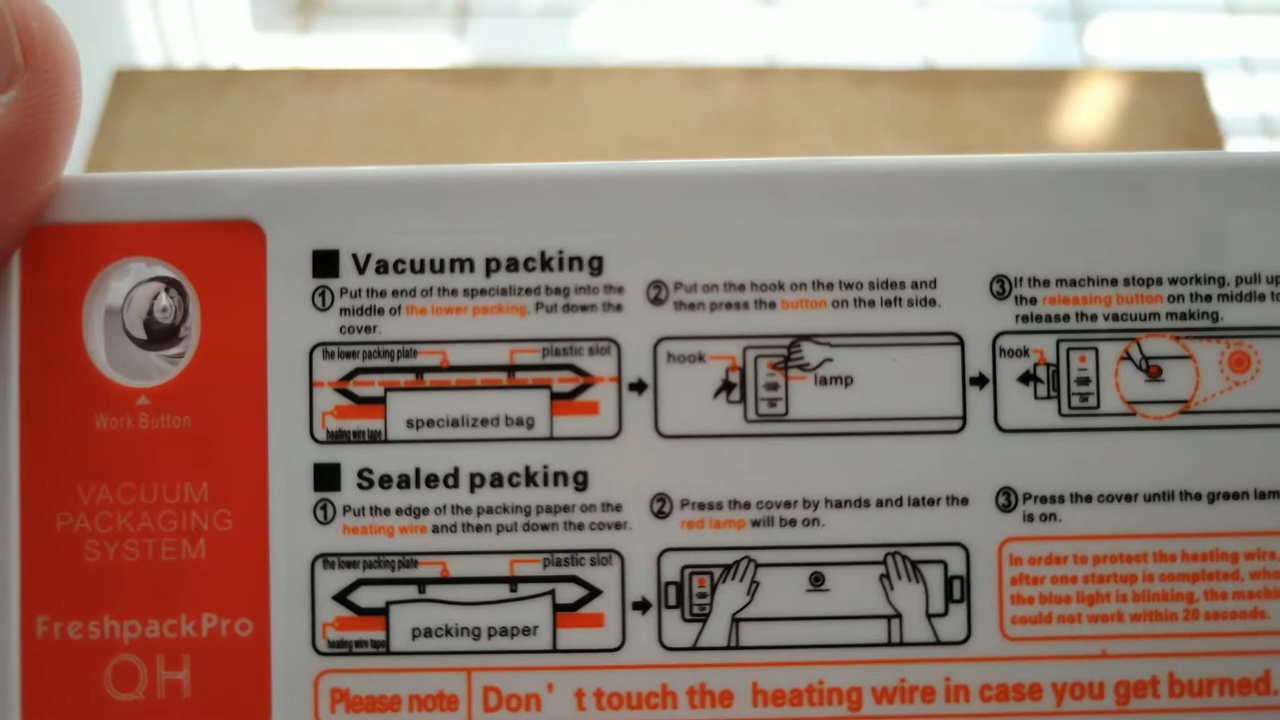 Work Button
VACUUM
PACKAGING
SYSTEM
FreshpackPro
QH
Vacuum packing
1 Put the end of the specialized bag into the
middle of the lower packing. Put down the
cover.
the lower packing plate
plastic slot
specialized bag
heating wire tape
2 Put on the hook on the two sides and
then press the button on the left side.
hook
lamp
3 If the machine stops working, pull up
the releasing button on the middle to
release the vacuum making.
hook
Sealed packing
1 Put the edge of the packing paper on the
heating wire and then put down the cover.
the lower packing plate
plastic slot
packing paper
heating wire tape
2 Press the cover by hands and later the
red lamp will be on.
3 Press the cover until the green lam
is on.
In order to protect the heating wire,
after one startup is completed, whe
the blue light is blinking, the machi
could not work within 20 seconds.
Please note
Don't touch the heating wire in case you get burned.